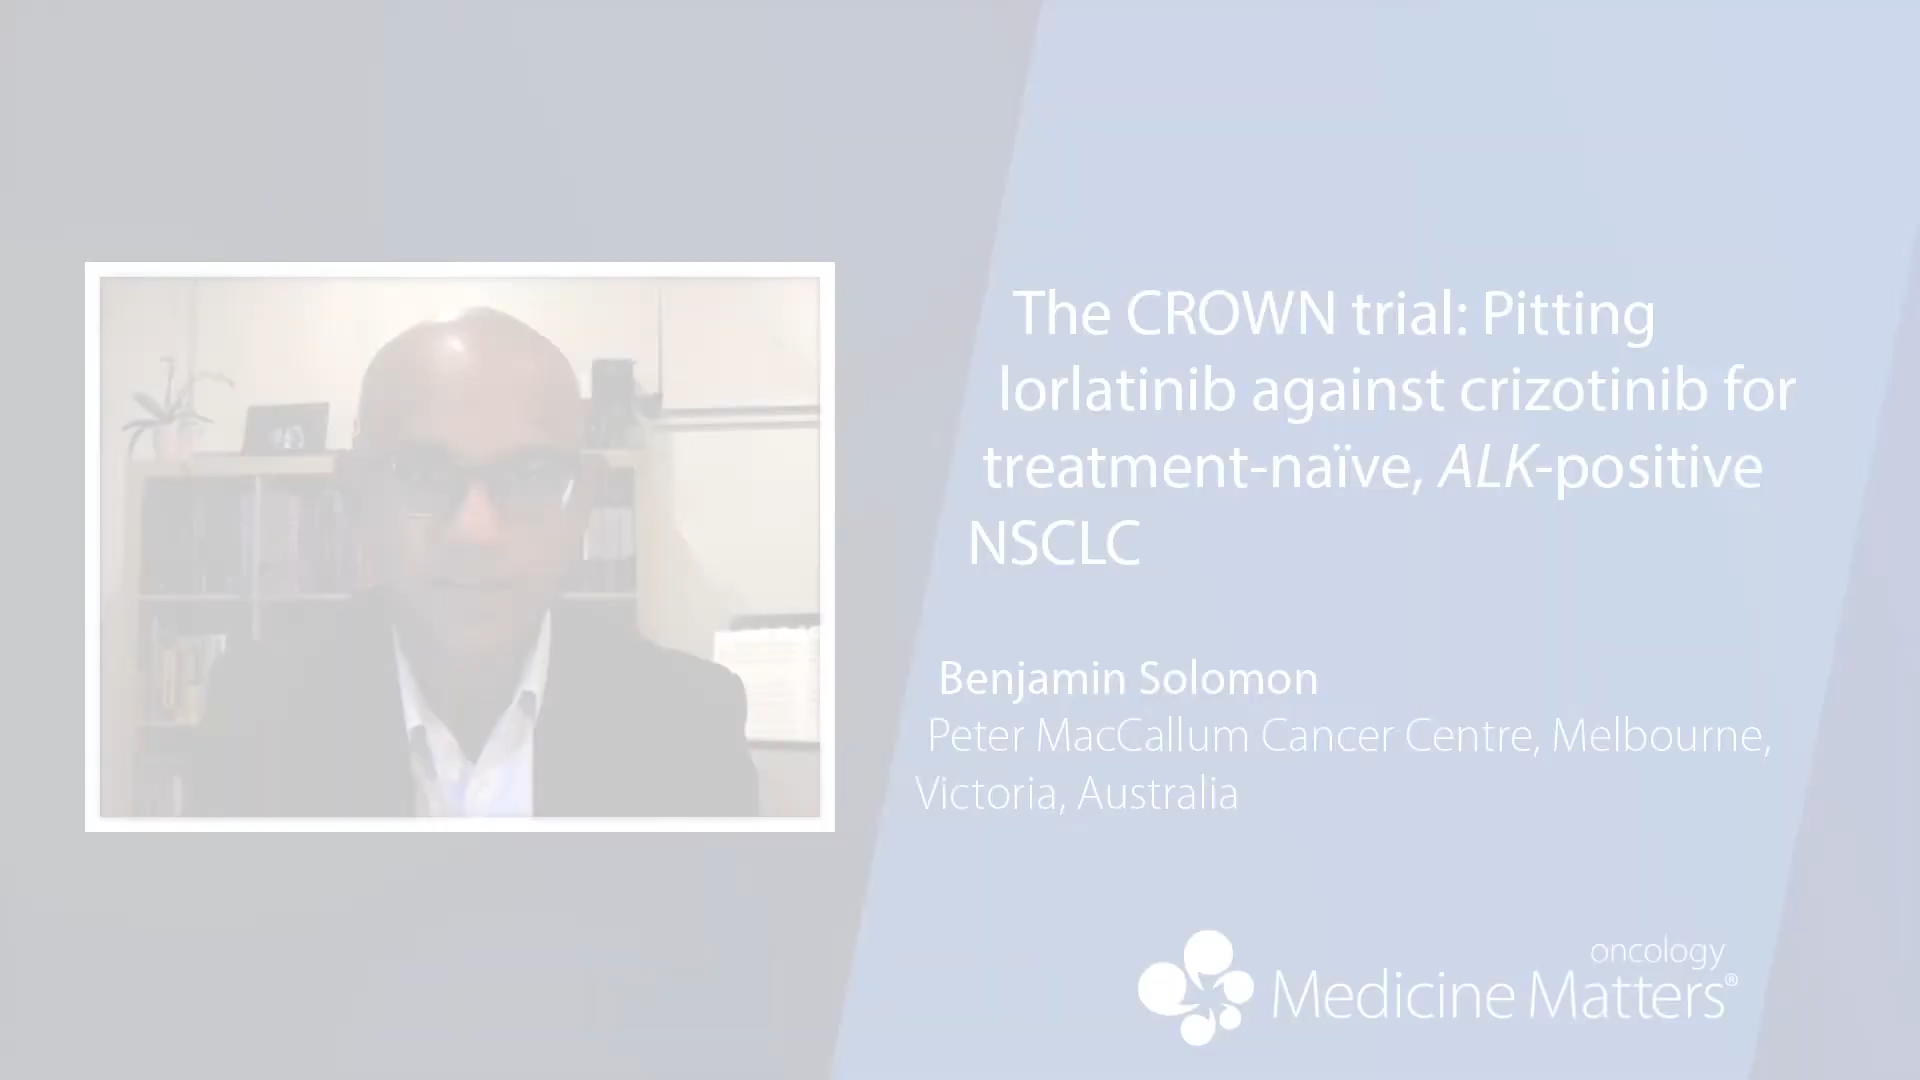 The CROWN trial: Pitting
lorlatinib against crizotinib for
treatment-naïve, ALK-positive
NSCLC
Benjamin Solomon
Peter MacCallum Cancer Centre, Melbourne,
Victoria, Australia
oncology
Medicine Matters®